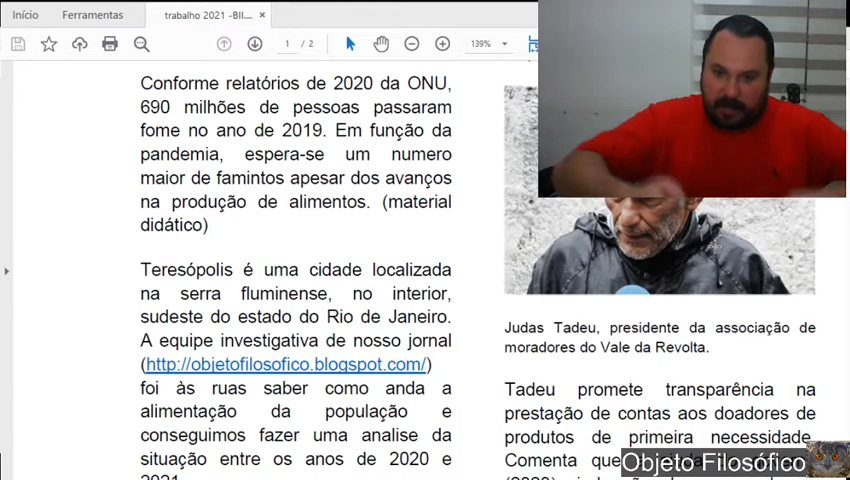 Início
Ferramentas
trabalho 2021 -BII....
×
1 / 2
139%
Conforme relatórios de 2020 da ONU,
690 milhões de pessoas passaram
fome no ano de 2019. Em função da
pandemia, espera-se um numero
maior de famintos apesar dos avanços
na produção de alimentos. (material
didático)
Teresópolis é uma cidade localizada
na serra fluminense, no interior,
sudeste do estado do Rio de Janeiro.
A equipe investigativa de nosso jornal
(http://objetofilosofico.blogspot.com/)
foi às ruas saber como anda a
alimentação da população e
conseguimos fazer uma analise da
situação entre os anos de 2020 e
2021
Judas Tadeu, presidente da associação de
moradores do Vale da Revolta.
Tadeu promete transparência na
prestação de contas aos doadores de
produtos de primeira necessidade.
Comenta que
Objeto Filosófico